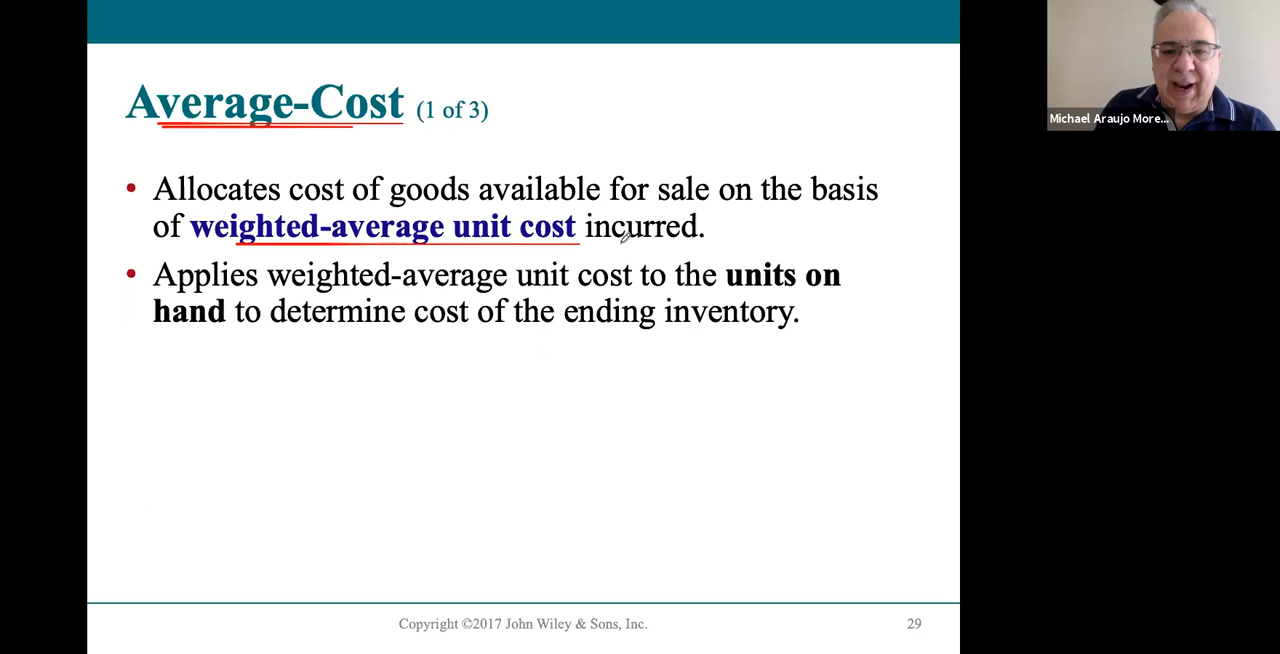 Average-Cost (1 of 3)
• Allocates cost of goods available for sale on the basis
of weighted-average unit cost incurred.
• Applies weighted-average unit cost to the units on
hand to determine cost of the ending inventory.
Copyright ©2017 John Wiley & Sons, Inc.
29
Michael Araujo More...